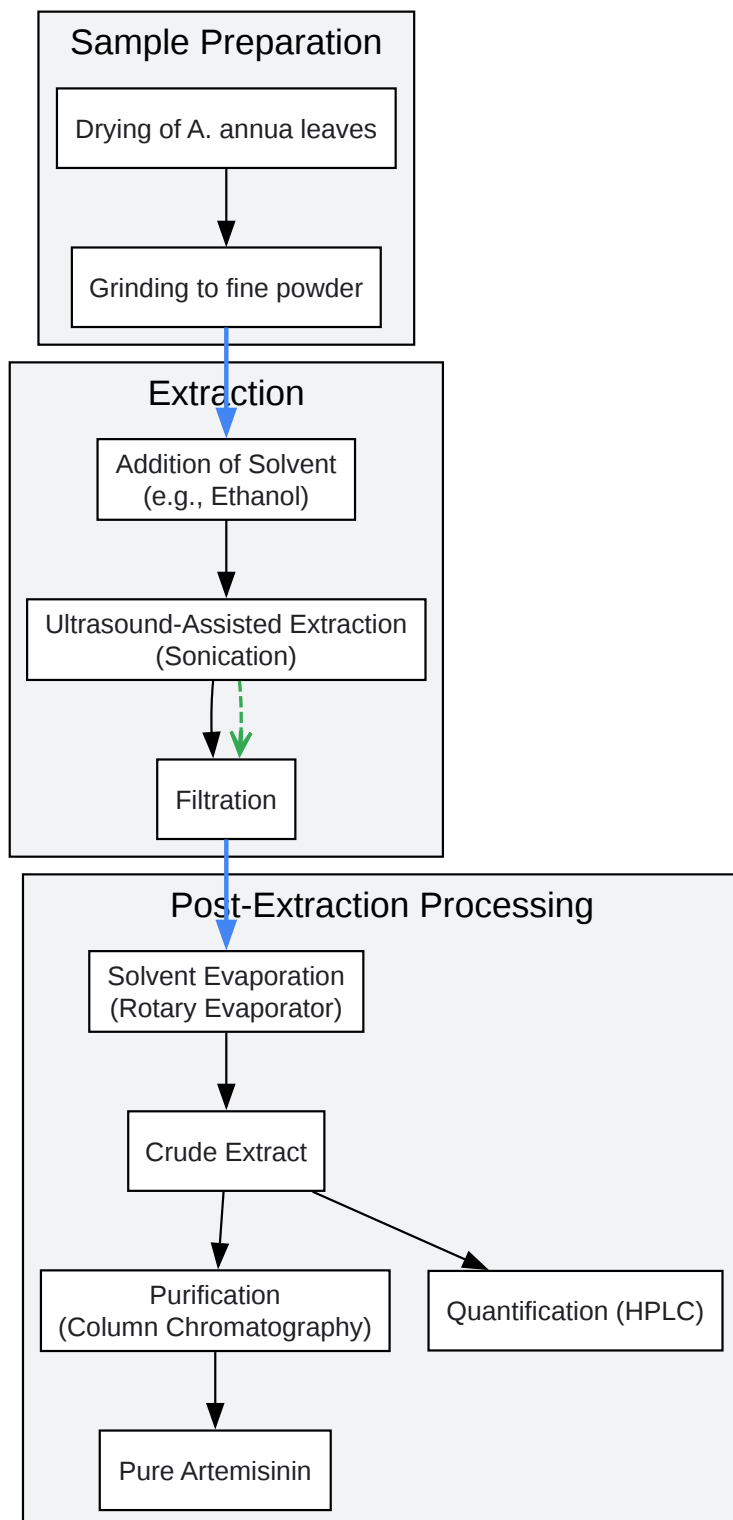 Sample Preparation
Drying of A. annua leaves
Grinding to fine powder
Extraction
Addition of Solvent
(e.g., Ethanol)
Ultrasound-Assisted Extraction
(Sonication)
Filtration
Post-Extraction Processing
Solvent Evaporation
(Rotary Evaporator)
Crude Extract
Purification
(Column Chromatography)
Quantification (HPLC)
Pure Artemisinin